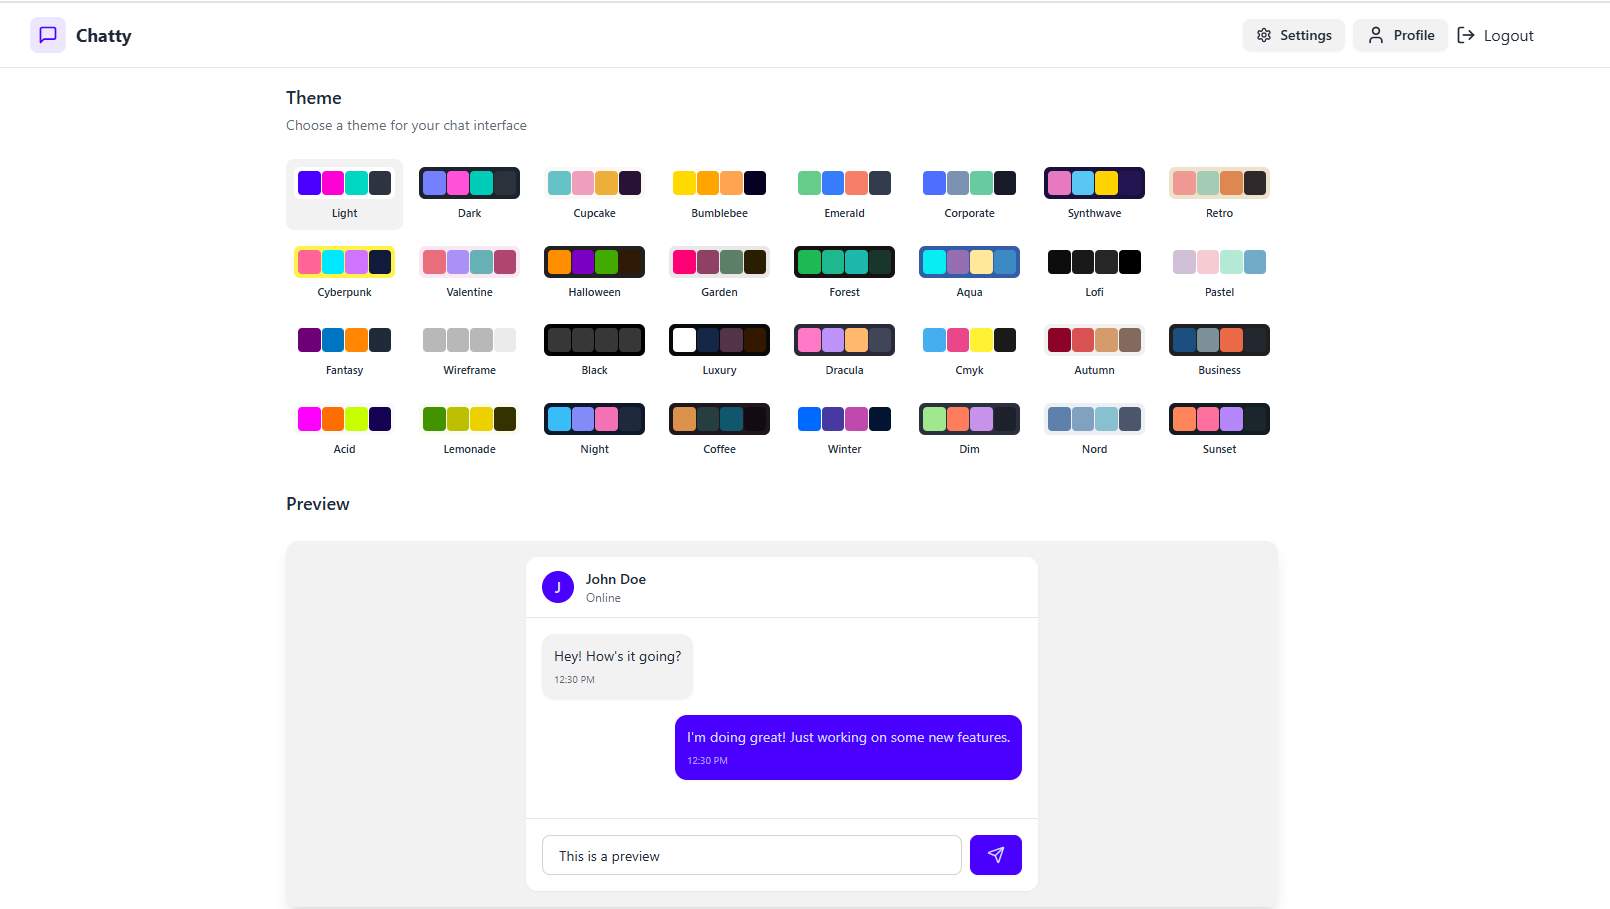 Chatty
Settings Profile Logout
Theme
Choose a theme for your chat interface
Light Dark Cupcake Bumblebee Emerald Corporate Synthwave Retro
Cyberpunk Valentine Halloween Garden Forest Aqua Lofi Pastel
Fantasy Wireframe Black Luxury Dracula Cmyk Autumn Business
Acid Lemonade Night Coffee Winter Dim Nord Sunset
Preview
J
John Doe
Online
Hey! How's it going?
12:30 PM
I'm doing great! Just working on some new features.
12:30 PM
This is a preview